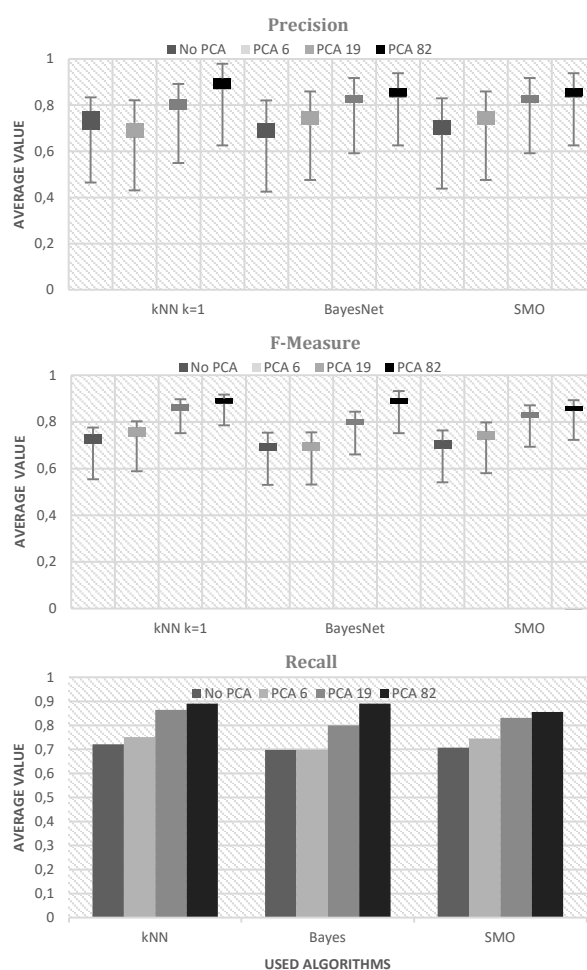 Precision
No PCA PCA 6 PCA 19 PCA 82
1
0,8
0,6
0,4
0,2
0
AVERAGE VALUE
kNN k=1 BayesNet SMO
F-Measure
No PCA PCA 6 PCA 19 PCA 82
1
0,8
0,6
0,4
0,2
0
AVERAGE VALUE
kNN k=1 BayesNet SMO
Recall
No PCA PCA 6 PCA 19 PCA 82
1
0,9
0,8
0,7
0,6
0,5
0,4
0,3
0,2
0,1
0
AVERAGE VALUE
kNN Bayes SMO
USED ALGORITHMS